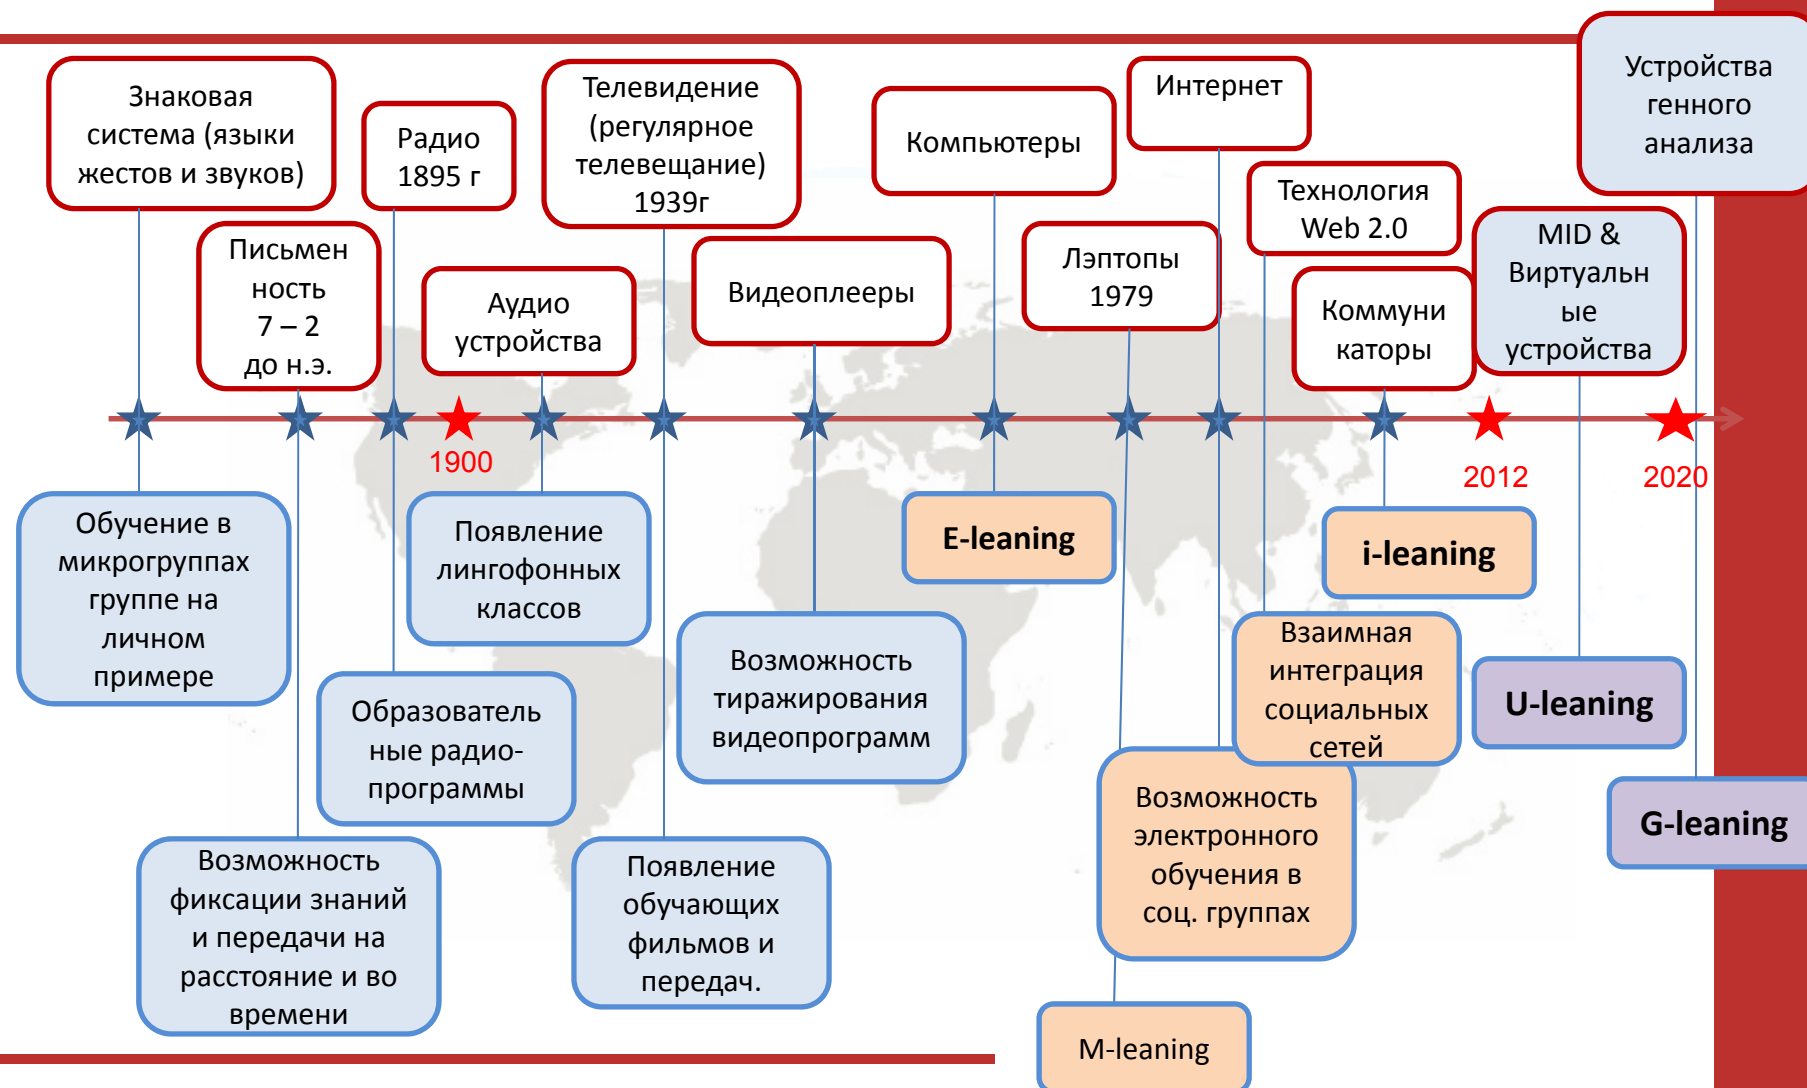 Знаковая
система (языки
жестов и звуков)
Письмен
ность
7 – 2
до н.э.
Радио
1895 г
Аудио
устройства
Телевидение
(регулярное
телевещание)
1939г
Видеоплееры
Компьютеры
Лэптопы
1979
Интернет
Технология
Web 2.0
Коммуни
каторы
MID &
Виртуальн
ые
устройства
Устройства
генного
анализа
1900
2012
2020
Обучение в
микрогруппах
группе на
личном
примере
Возможность
фиксации знаний
и передачи на
расстояние и во
времени
Образователь
ные радио-
программы
Появление
лингофонных
классов
Появление
обучающих
фильмов и
передач.
Возможность
тиражирования
видеопрограмм
E-leaning
M-leaning
Возможность
электронного
обучения в
соц. группах
Взаимная
интеграция
социальных
сетей
i-leaning
U-leaning
G-leaning